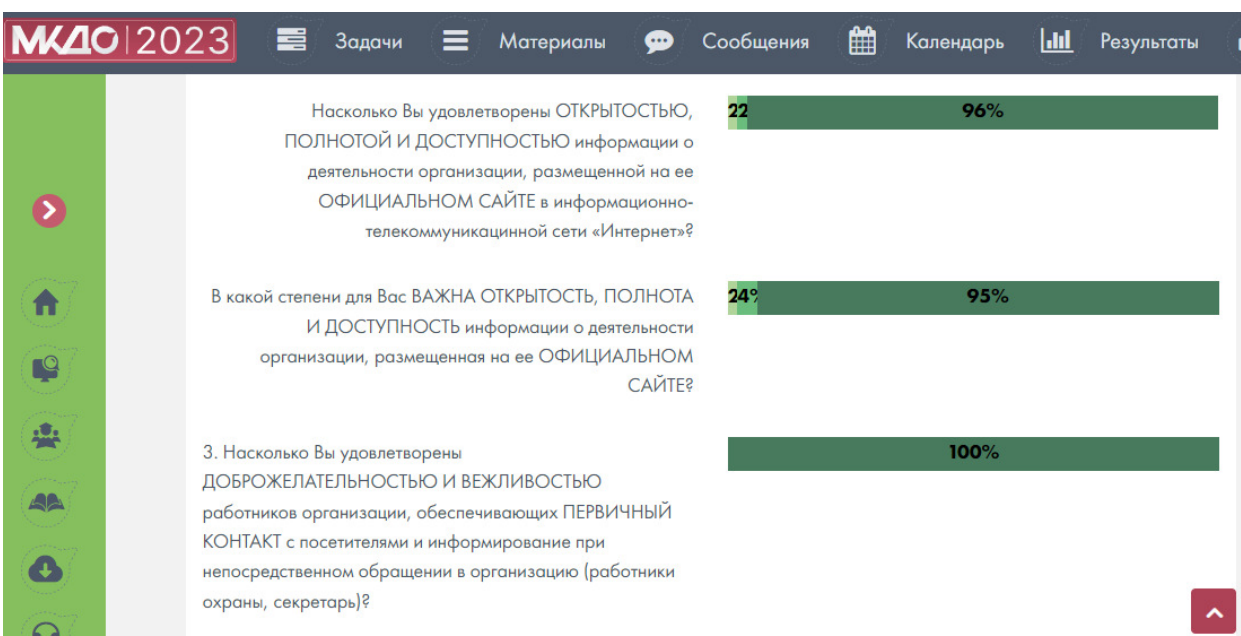 МКДО 2023 Задачи Материалы Сообщения Календарь Результаты
Насколько Вы удовлетворены ОТКРЫТОСТЬЮ,
ПОЛНОТОЙ И ДОСТУПНОСТЬЮ информации о
деятельности организации, размещенной на ее
ОФИЦИАЛЬНОМ САЙТЕ в информационно-
телекоммуникацинной сети «Интернет»?
22 96%
В какой степени для Вас ВАЖНА ОТКРЫТОСТЬ, ПОЛНОТА
И ДОСТУПНОСТЬ информации о деятельности
организации, размещенная на ее ОФИЦИАЛЬНОМ
САЙТЕ?
24% 95%
3. Насколько Вы удовлетворены
ДОБРОЖЕЛАТЕЛЬНОСТЬЮ И ВЕЖЛИВОСТЬЮ
работников организации, обеспечивающих ПЕРВИЧНЫЙ
КОНТАКТ с посетителями и информирование при
непосредственном обращении в организацию (работники
охраны, секретарь)?
100%